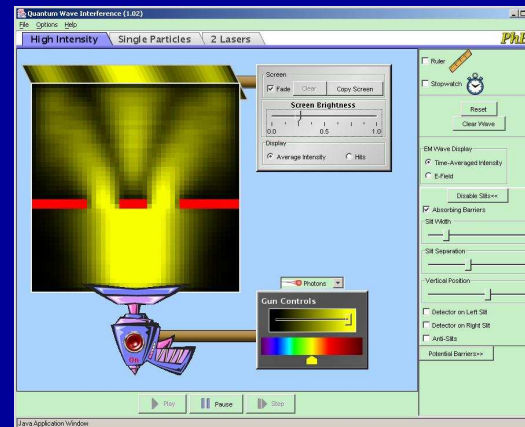 Quantum Wave Interference (1.02)
File Options Help
High Intensity
Single Particles
2 Lasers
PhE
Screen
Fade
Clear
Copy Screen
Screen Brightness
0.0
0.5
1.0
Display
Average Intensity
Hits
Ruler
Stopwatch
Reset
Clear Wave
EM Wave Display
Time-Averaged Intensity
E-Field
Disable Slits<<
Absorbing Barriers
Slit Width
Slit Separation
Vertical Position
Detector on Left Slit
Detector on Right Slit
Anti-Slits
Potential Barriers>>
Photons
Gun Controls
On
Play
Pause
Step
Java Application Window